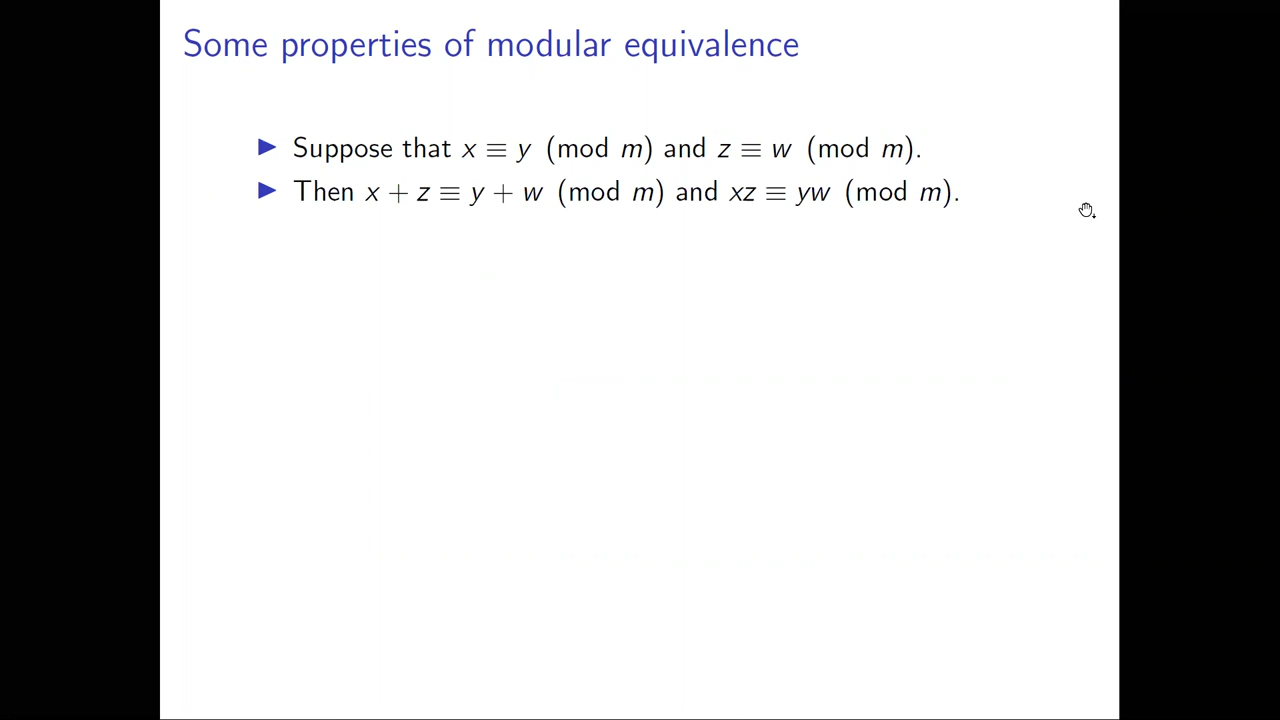 Some properties of modular equivalence
▶ Suppose that x ≡ y (mod m) and z ≡ w (mod m).
▶ Then x + z ≡ y + w (mod m) and xz ≡ yw (mod m).